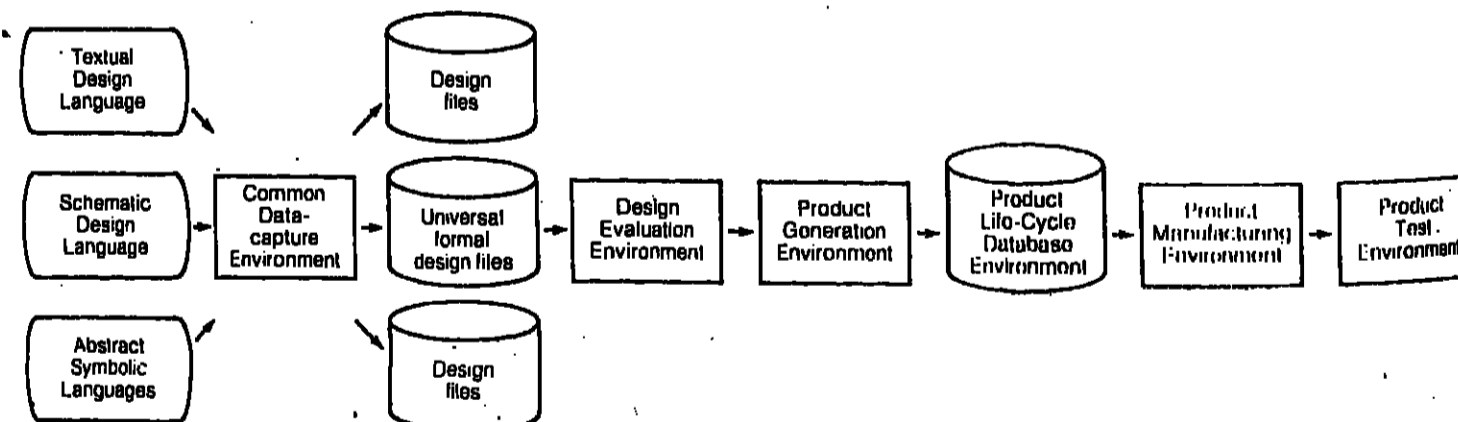 Textual
Design
Language
Schematic
Design
Language
Abstract
Symbolic
Languages
Common
Data-
capture
Environment
Design
files
Universal
formal
design files
Design
files
Design
Evaluation
Environment
Product
Generation
Environment
Product
Life-Cycle
Database
Environment
Product
Manufacturing
Environment
Product
Test
Environment